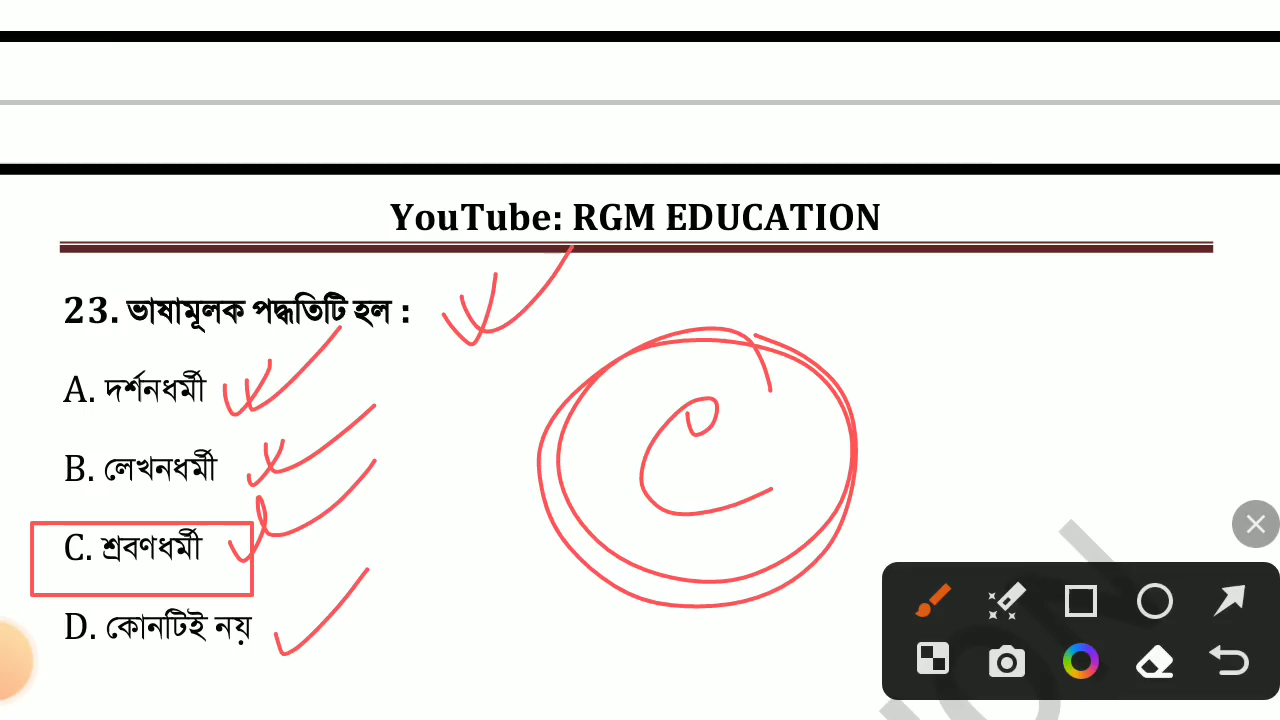 YouTube: RGM EDUCATION
23. ভাষামূলক পদ্ধতিটি হল :
A. দর্শনধর্মী
B. লেখনধর্মী
C. শ্রবণধর্মী
D. কোনটিই নয়
C